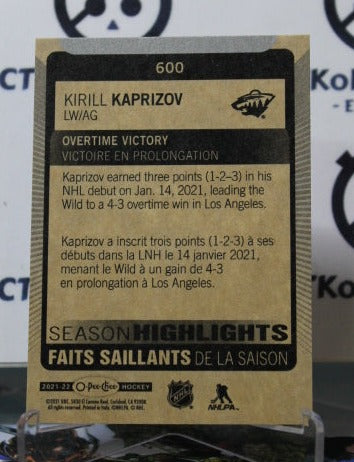 600
KIRILL KAPRIZOV
LW/AG
OVERTIME VICTORY
VICTOIRE EN PROLONGATION
Kaprizov earned three points (1-2–3) in his
NHL debut on Jan. 14, 2021, leading the
Wild to a 4-3 overtime win in Los Angeles.
Kaprizov a inscrit trois points (1-2–3) à ses
débuts dans la LNH le 14 janvier 2021,
menant le Wild à un gain de 4-3
en prolongation à Los Angeles.
SEASON HIGHLIGHTS
FAITS SAILLANTS DE LA SAISON
2021-22 O-Pee-Chee HOCKEY
All rights reserved.
NHL
NHLPA